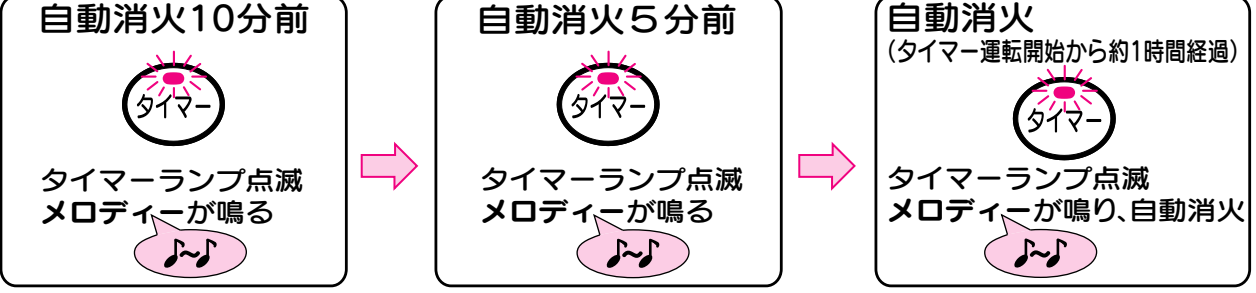 自動消火10分前
タイマー
タイマーランプ点滅
メロディーが鳴る
自動消火5分前
タイマー
タイマーランプ点滅
メロディーが鳴る
自動消火
(タイマー運転開始から約1時間経過)
タイマー
タイマーランプ点滅
メロディーが鳴り、自動消火